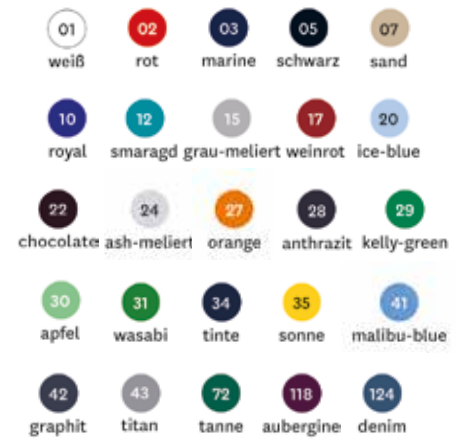 01 02 03 05 07
weiß rot marine schwarz sand
10 12 15 17 20
royal smaragd grau-meliert weinrot ice-blue
22 24 27 28 29
chocolate ash-meliert orange anthrazit kelly-green
30 31 34 35 41
apfel wasabi tinte sonne malibu-blue
42 43 72 118 124
graphit titan tanne aubergine denim